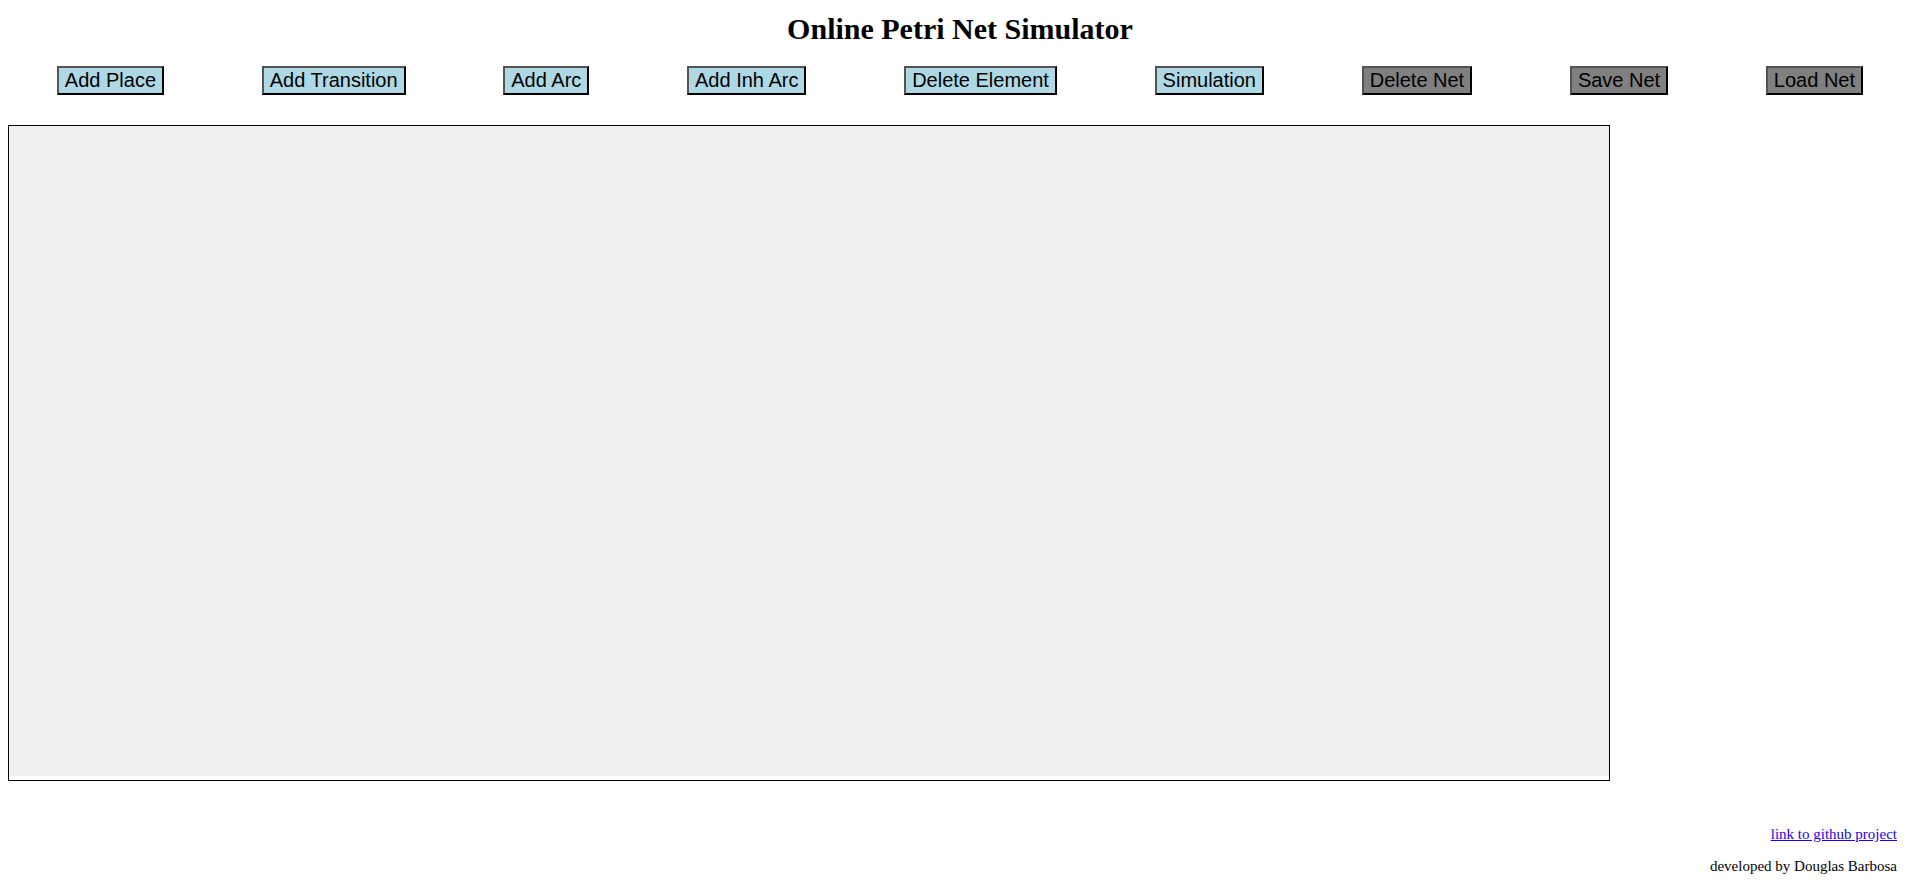 Online Petri Net Simulator
Add Place Add Transition Add Arc Add Inh Arc Delete Element Simulation Delete Net Save Net Load Net
link to github project
developed by Douglas Barbosa